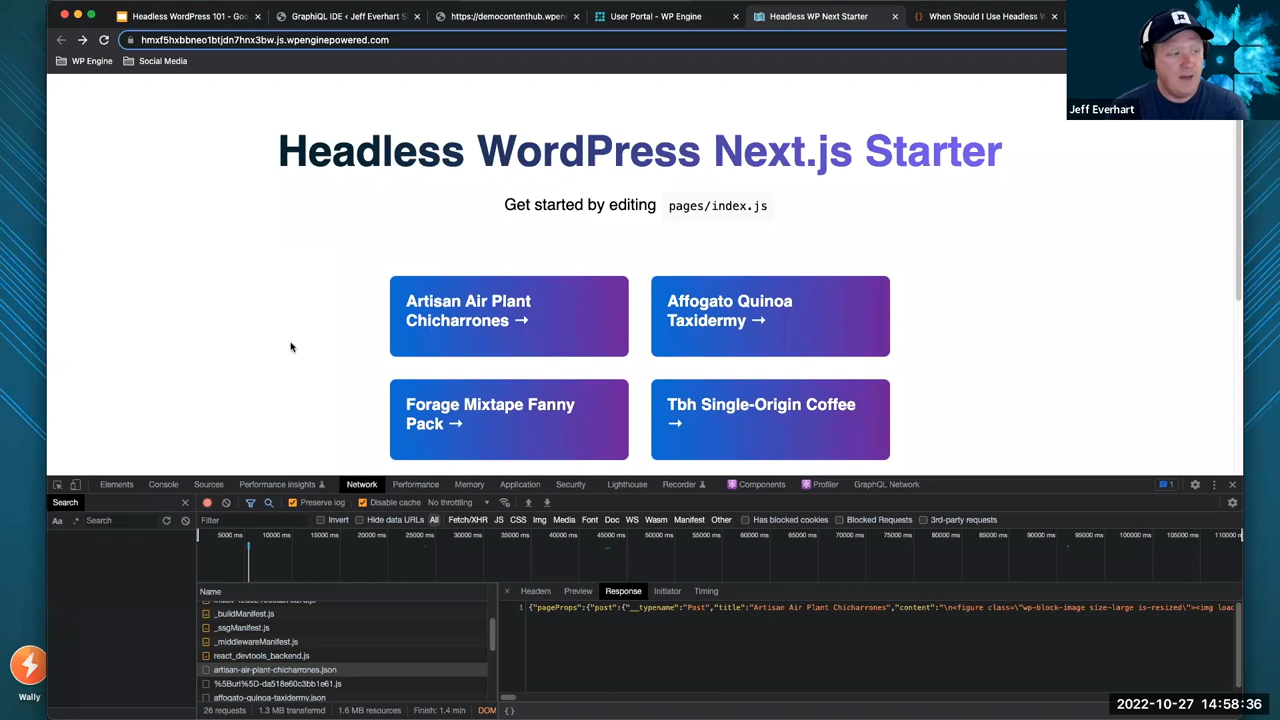 Headless WordPress 101 - Goo
GraphiQL IDE ‹ Jeff Everhart S
https://democontenthub.wpen
User Portal - WP Engine
Headless WP Next Starter
When Should I Use Headless W
hmxf5hxbbneo1btjdn7hnx3bw.js.wpenginepowered.com
WP Engine
Social Media
Jeff Everhart
Headless WordPress Next.js Starter
Get started by editing pages/index.js
Artisan Air Plant
Chicharrones →
Affogato Quinoa
Taxidermy →
Forage Mixtape Fanny
Pack →
Tbh Single-Origin Coffee
→
Elements Console Sources Performance insights Network Performance Memory Application Security Lighthouse Recorder Components Profiler GraphQL Network 1
Search
Preserve log Disable cache No throttling
Aa .* Search
Filter Invert Hide data URLs All Fetch/XHR JS CSS Img Media Font Doc WS Wasm Manifest Other Has blocked cookies Blocked Requests 3rd-party requests
5000 ms 10000 ms 15000 ms 20000 ms 25000 ms 30000 ms 35000 ms 40000 ms 45000 ms 50000 ms 55000 ms 60000 ms 65000 ms 70000 ms 75000 ms 80000 ms 85000 ms 90000 ms 95000 ms 100000 ms 105000 ms 110000 m
Name
Headers Preview Response Initiator Timing
1 {"pageProps":{"post":{"__typename":"Post","title":"Artisan Air Plant Chicharrones","content":"\n<figure class=\"wp-block-image size-large is-resized\"><img load
_buildManifest.js
_ssgManifest.js
_middlewareManifest.js
react_devtools_backend.js
artisan-air-plant-chicharrones.json
%5Buri%5D-da518e60c3bb1e61.js
affogato-quinoa-taxidermy.json
26 requests 1.3 MB transferred 1.6 MB resources Finish: 1.4 min DOM
{}
Wally
2022-10-27 14:58:36